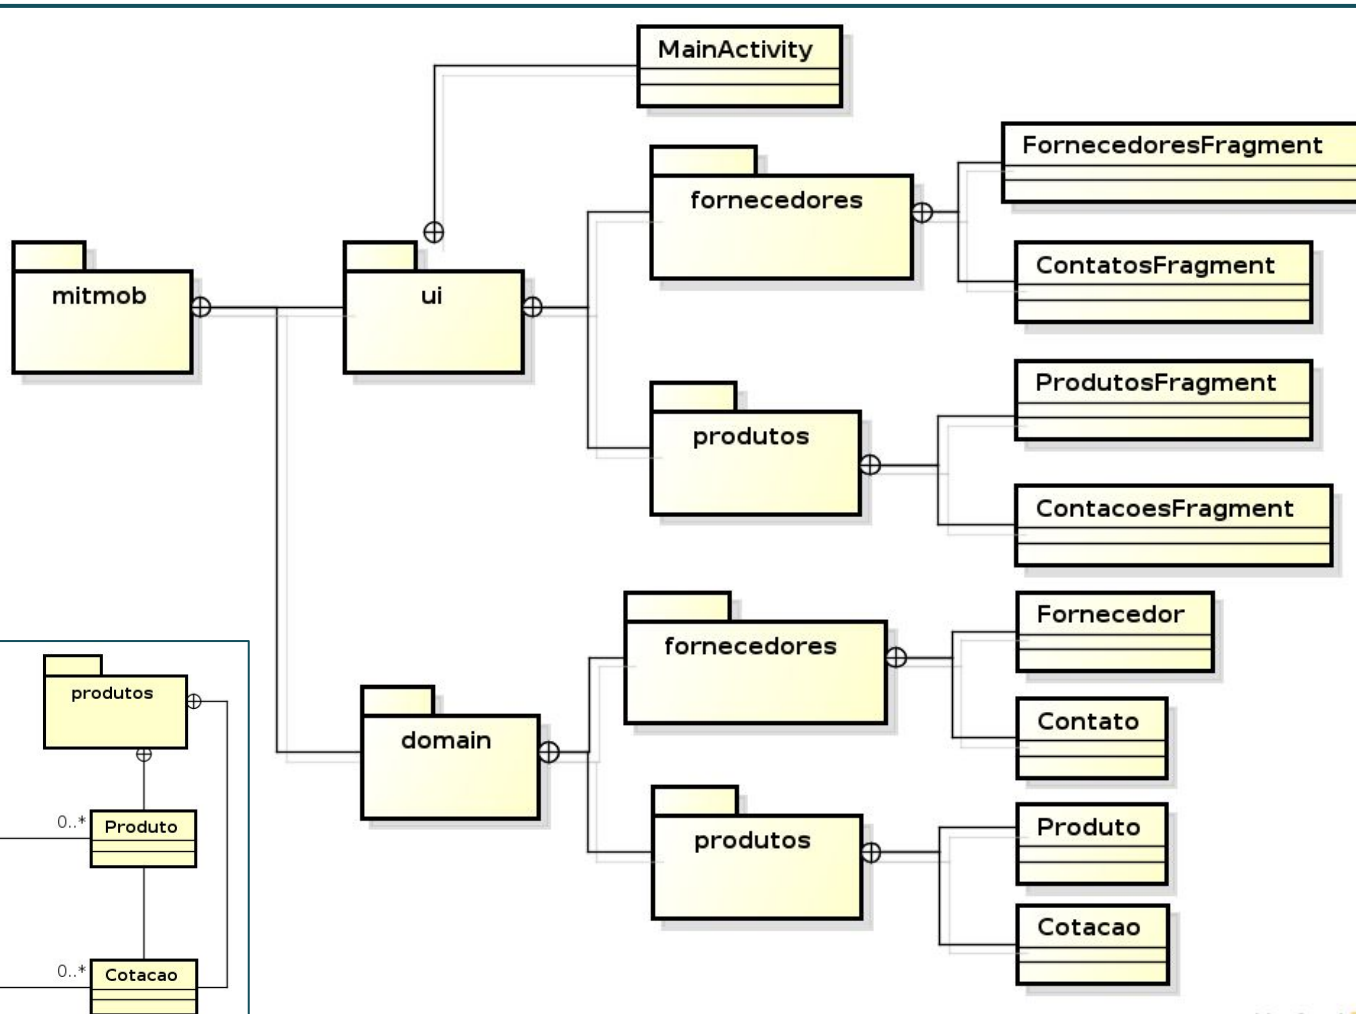 MainActivity
FornecedoresFragment
fornecedores
ContatosFragment
mitmob
ui
ProdutosFragment
produtos
ContacoesFragment
Fornecedor
fornecedores
Contato
domain
Produto
produtos
Cotacao
produtos
0..*
Produto
0..*
Cotacao